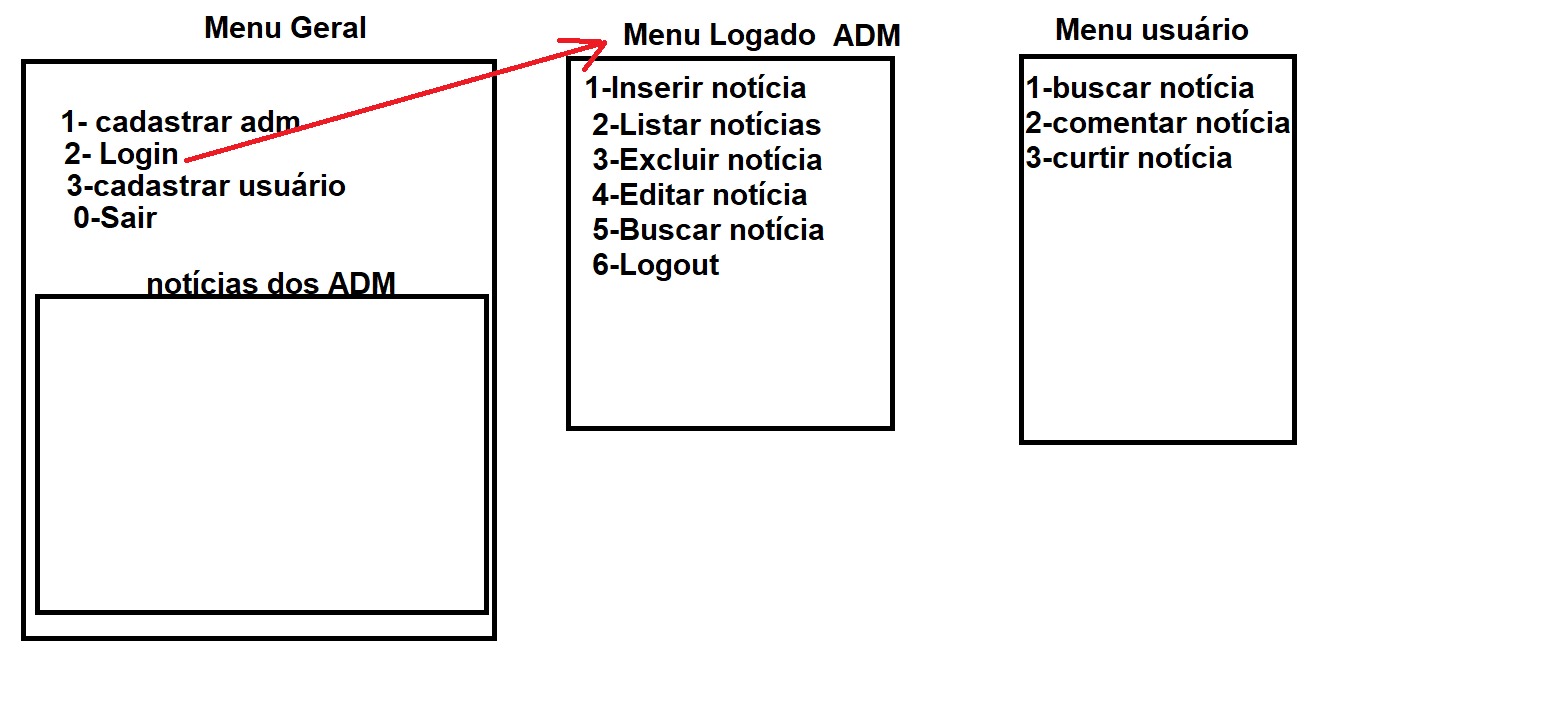 Menu Geral
1- cadastrar adm
2- Login
3-cadastrar usuário
0-Sair
notícias dos ADM
Menu Logado ADM
1-Inserir notícia
2-Listar notícias
3-Excluir notícia
4-Editar notícia
5-Buscar notícia
6-Logout
Menu usuário
1-buscar notícia
2-comentar notícia
3-curtir notícia